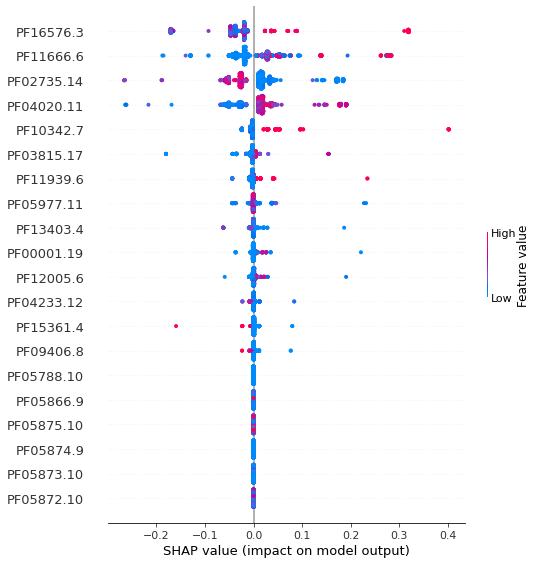 PF16576.3
PF11666.6
PF02735.14
PF04020.11
PF10342.7
PF03815.17
PF11939.6
PF05977.11
PF13403.4
PF00001.19
PF12005.6
PF04233.12
PF15361.4
PF09406.8
PF05788.10
PF05866.9
PF05875.10
PF05874.9
PF05873.10
PF05872.10
−0.2 −0.1 0.0 0.1 0.2 0.3 0.4
SHAP value (impact on model output)
High
Low
Feature value